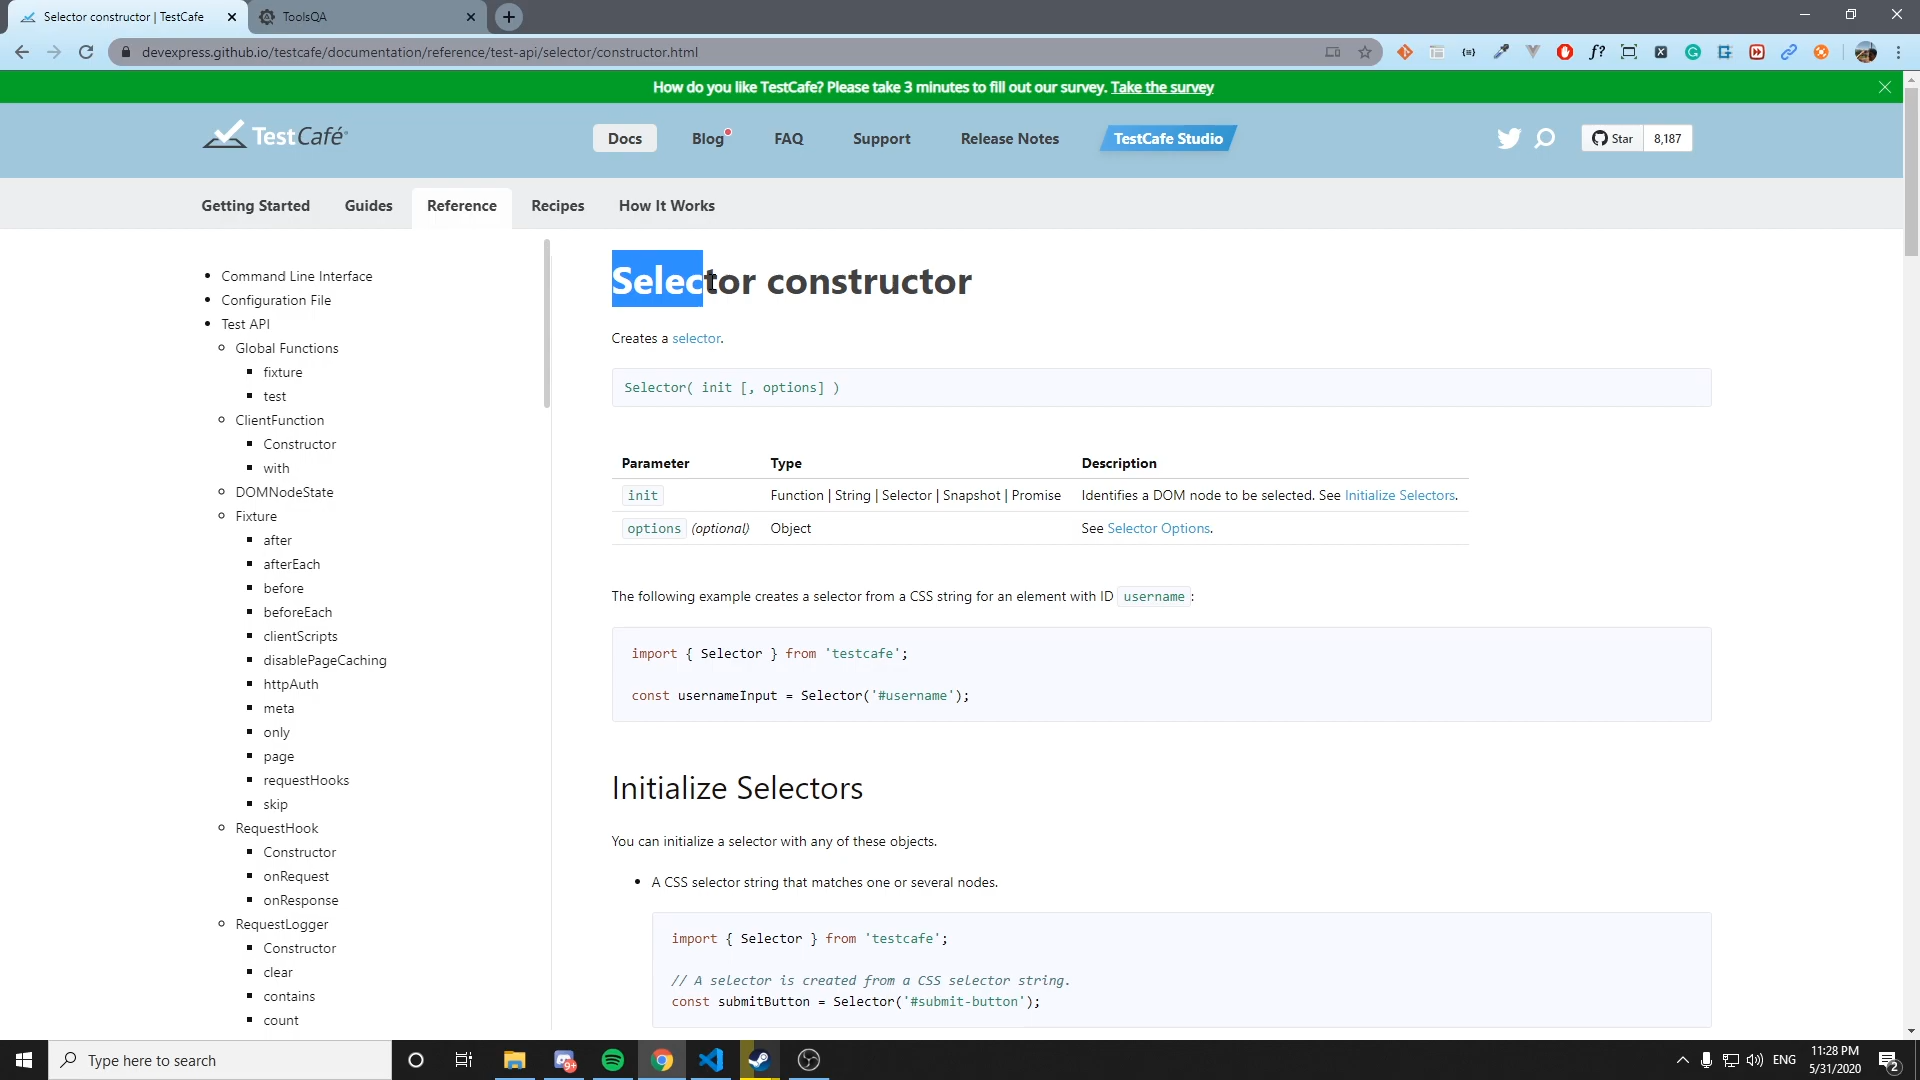 Selector constructor | TestCafe
ToolsQA
devexpress.github.io/testcafe/documentation/reference/test-api/selector/constructor.html
How do you like TestCafe? Please take 3 minutes to fill out our survey. Take the survey
TestCafé
Docs
Blog
FAQ
Support
Release Notes
TestCafe Studio
Star
8,187
Getting Started
Guides
Reference
Recipes
How It Works
Command Line Interface
Configuration File
Test API
Global Functions
fixture
test
ClientFunction
Constructor
with
DOMNodeState
Fixture
after
afterEach
before
beforeEach
clientScripts
disablePageCaching
httpAuth
meta
only
page
requestHooks
skip
RequestHook
Constructor
onRequest
onResponse
RequestLogger
Constructor
clear
contains
count
Selector constructor
Creates a selector.
Selector( init [, options] )
Parameter Type Description
init Function | String | Selector | Snapshot | Promise Identifies a DOM node to be selected. See Initialize Selectors.
options (optional) Object See Selector Options.
The following example creates a selector from a CSS string for an element with ID username :
import { Selector } from 'testcafe';
const usernameInput = Selector('#username');
Initialize Selectors
You can initialize a selector with any of these objects.
A CSS selector string that matches one or several nodes.
import { Selector } from 'testcafe';
// A selector is created from a CSS selector string.
const submitButton = Selector('#submit-button');
Type here to search
9+
ENG
11:28 PM
5/31/2020
2